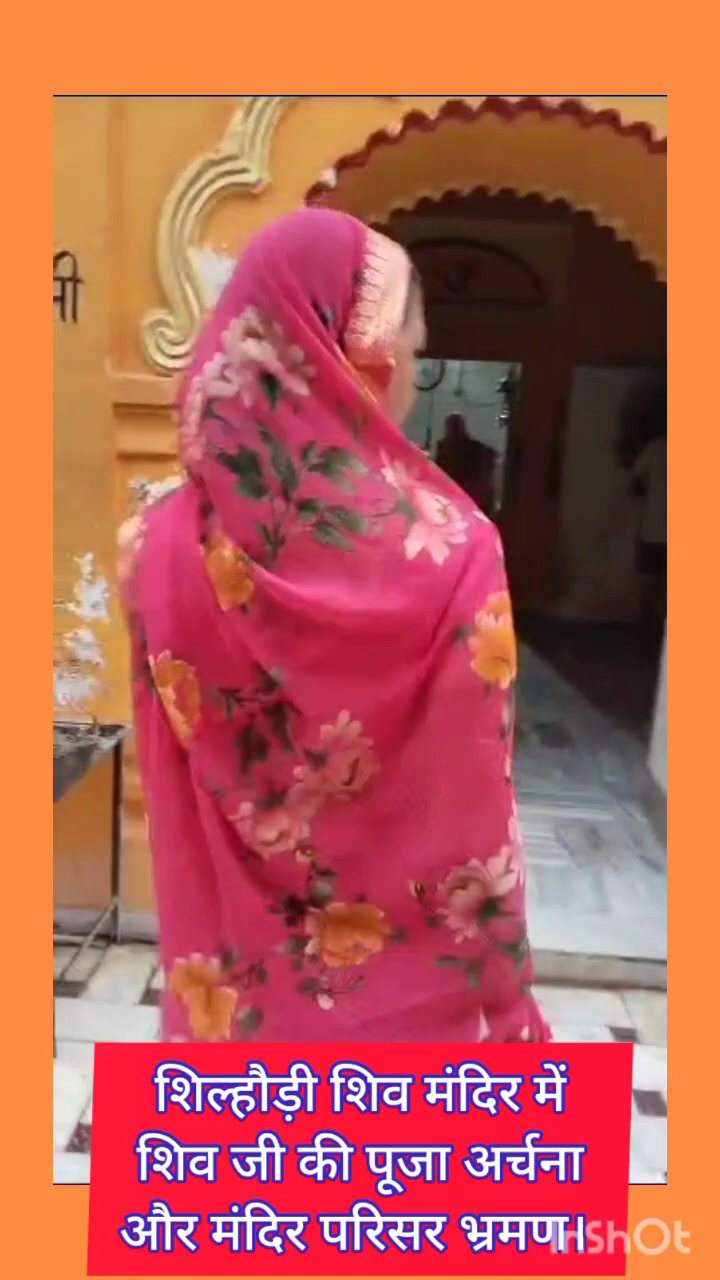 शिल्हौड़ी शिव मंदिर में
शिव जी की पूजा अर्चना
और मंदिर परिसर भ्रमण।
InShOt